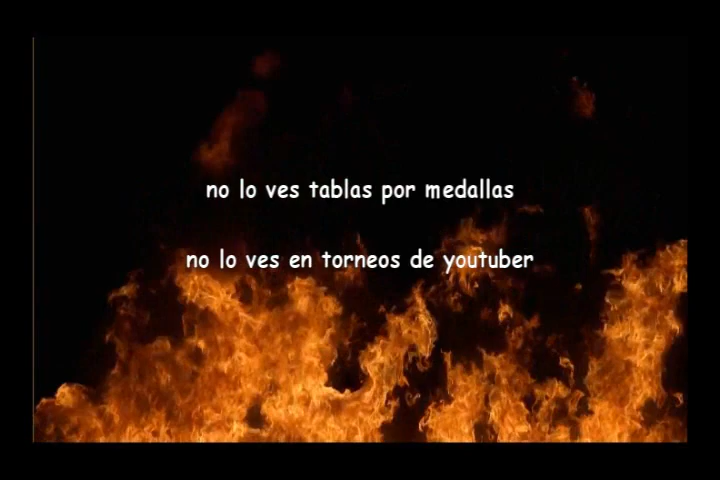 no lo ves tablas por medallas
no lo ves en torneos de youtuber